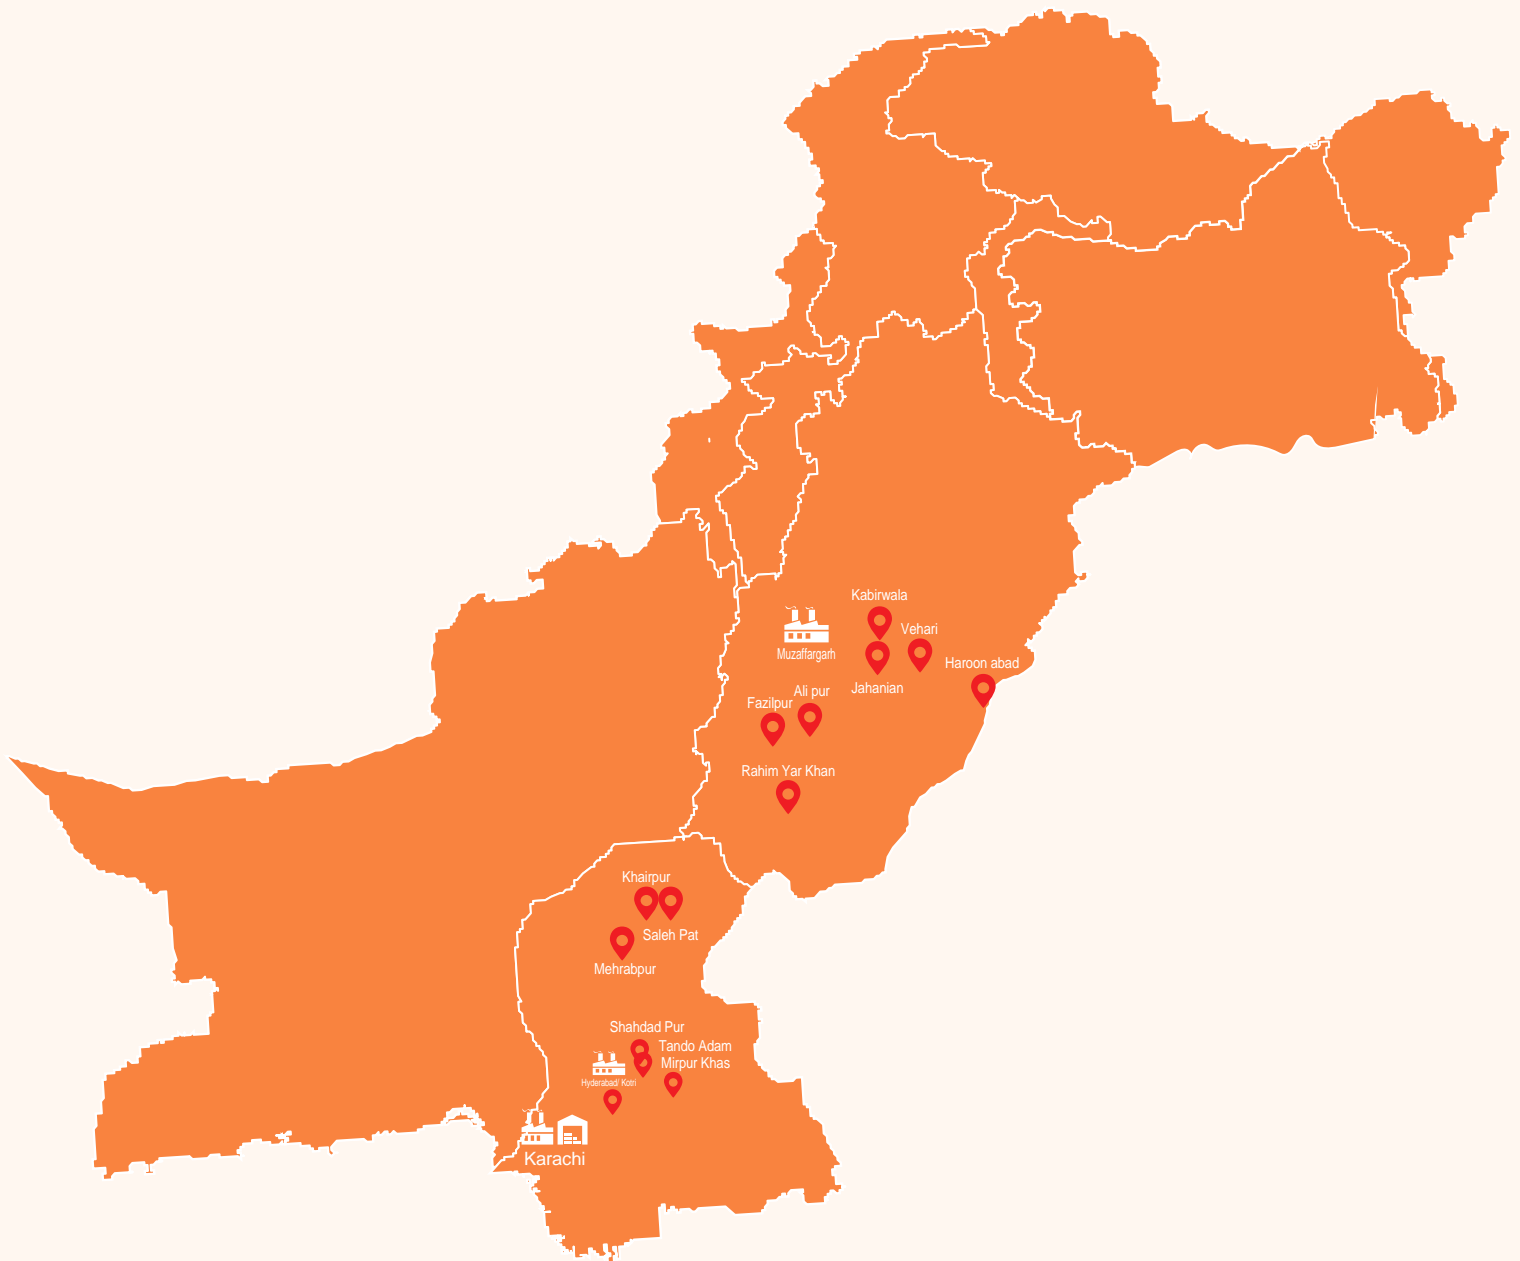 Kabirwala
Vehari
Muzaffargarh
Haroon abad
Jahanian
Ali pur
Fazilpur
Rahim Yar Khan
Khairpur
Saleh Pat
Mehrabpur
Shahdad Pur
Tando Adam
Mirpur Khas
Hyderabad/ Kotri
Karachi